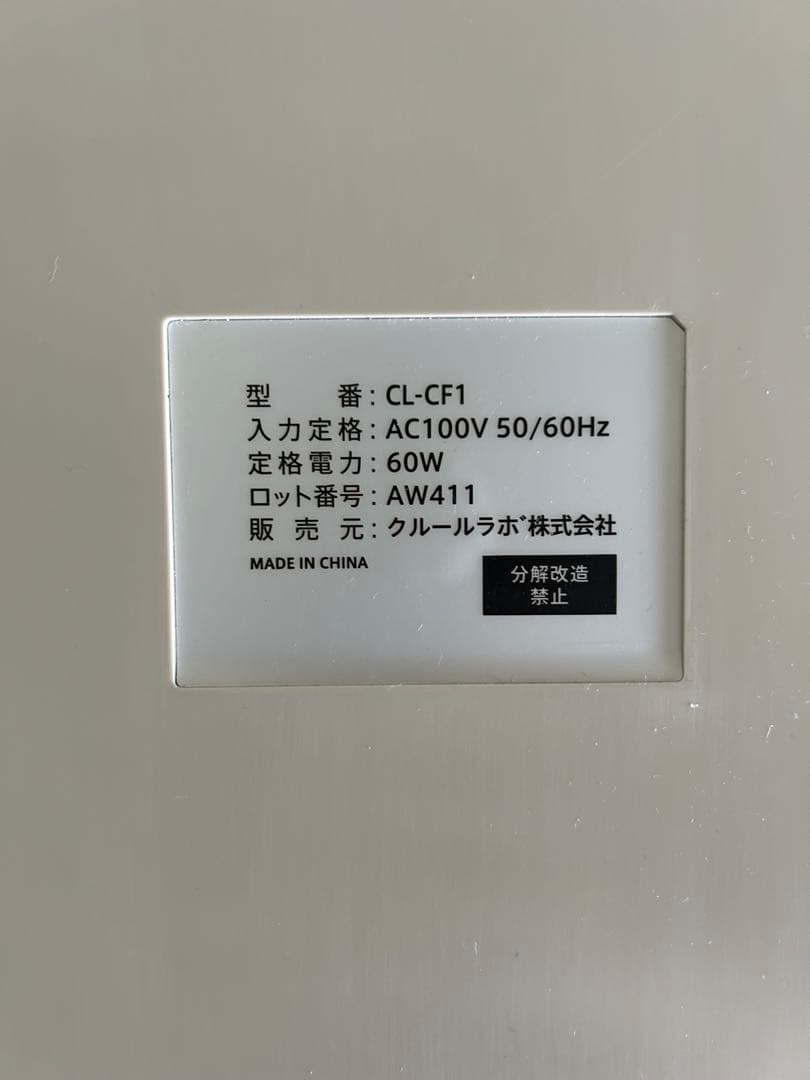 型 番: CL-CF1
入力定格: AC100V 50/60Hz
定格電力: 60W
ロット番号: AW411
販 売 元: クルールラボ株式会社
MADE IN CHINA
分解改造
禁止